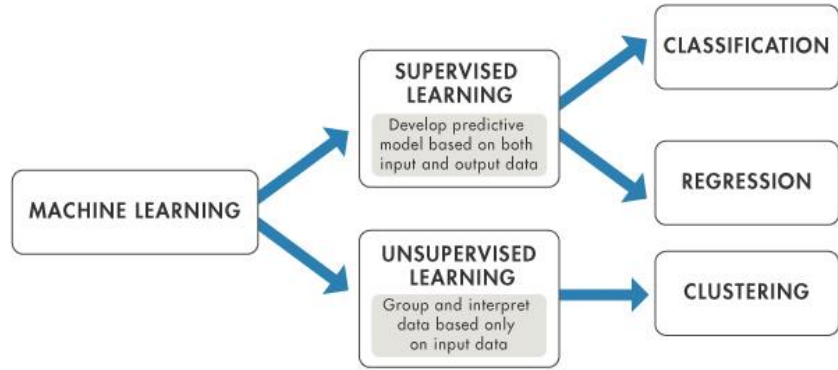 MACHINE LEARNING
SUPERVISED
LEARNING
Develop predictive
model based on both
input and output data
UNSUPERVISED
LEARNING
Group and interpret
data based only
on input data
CLASSIFICATION
REGRESSION
CLUSTERING